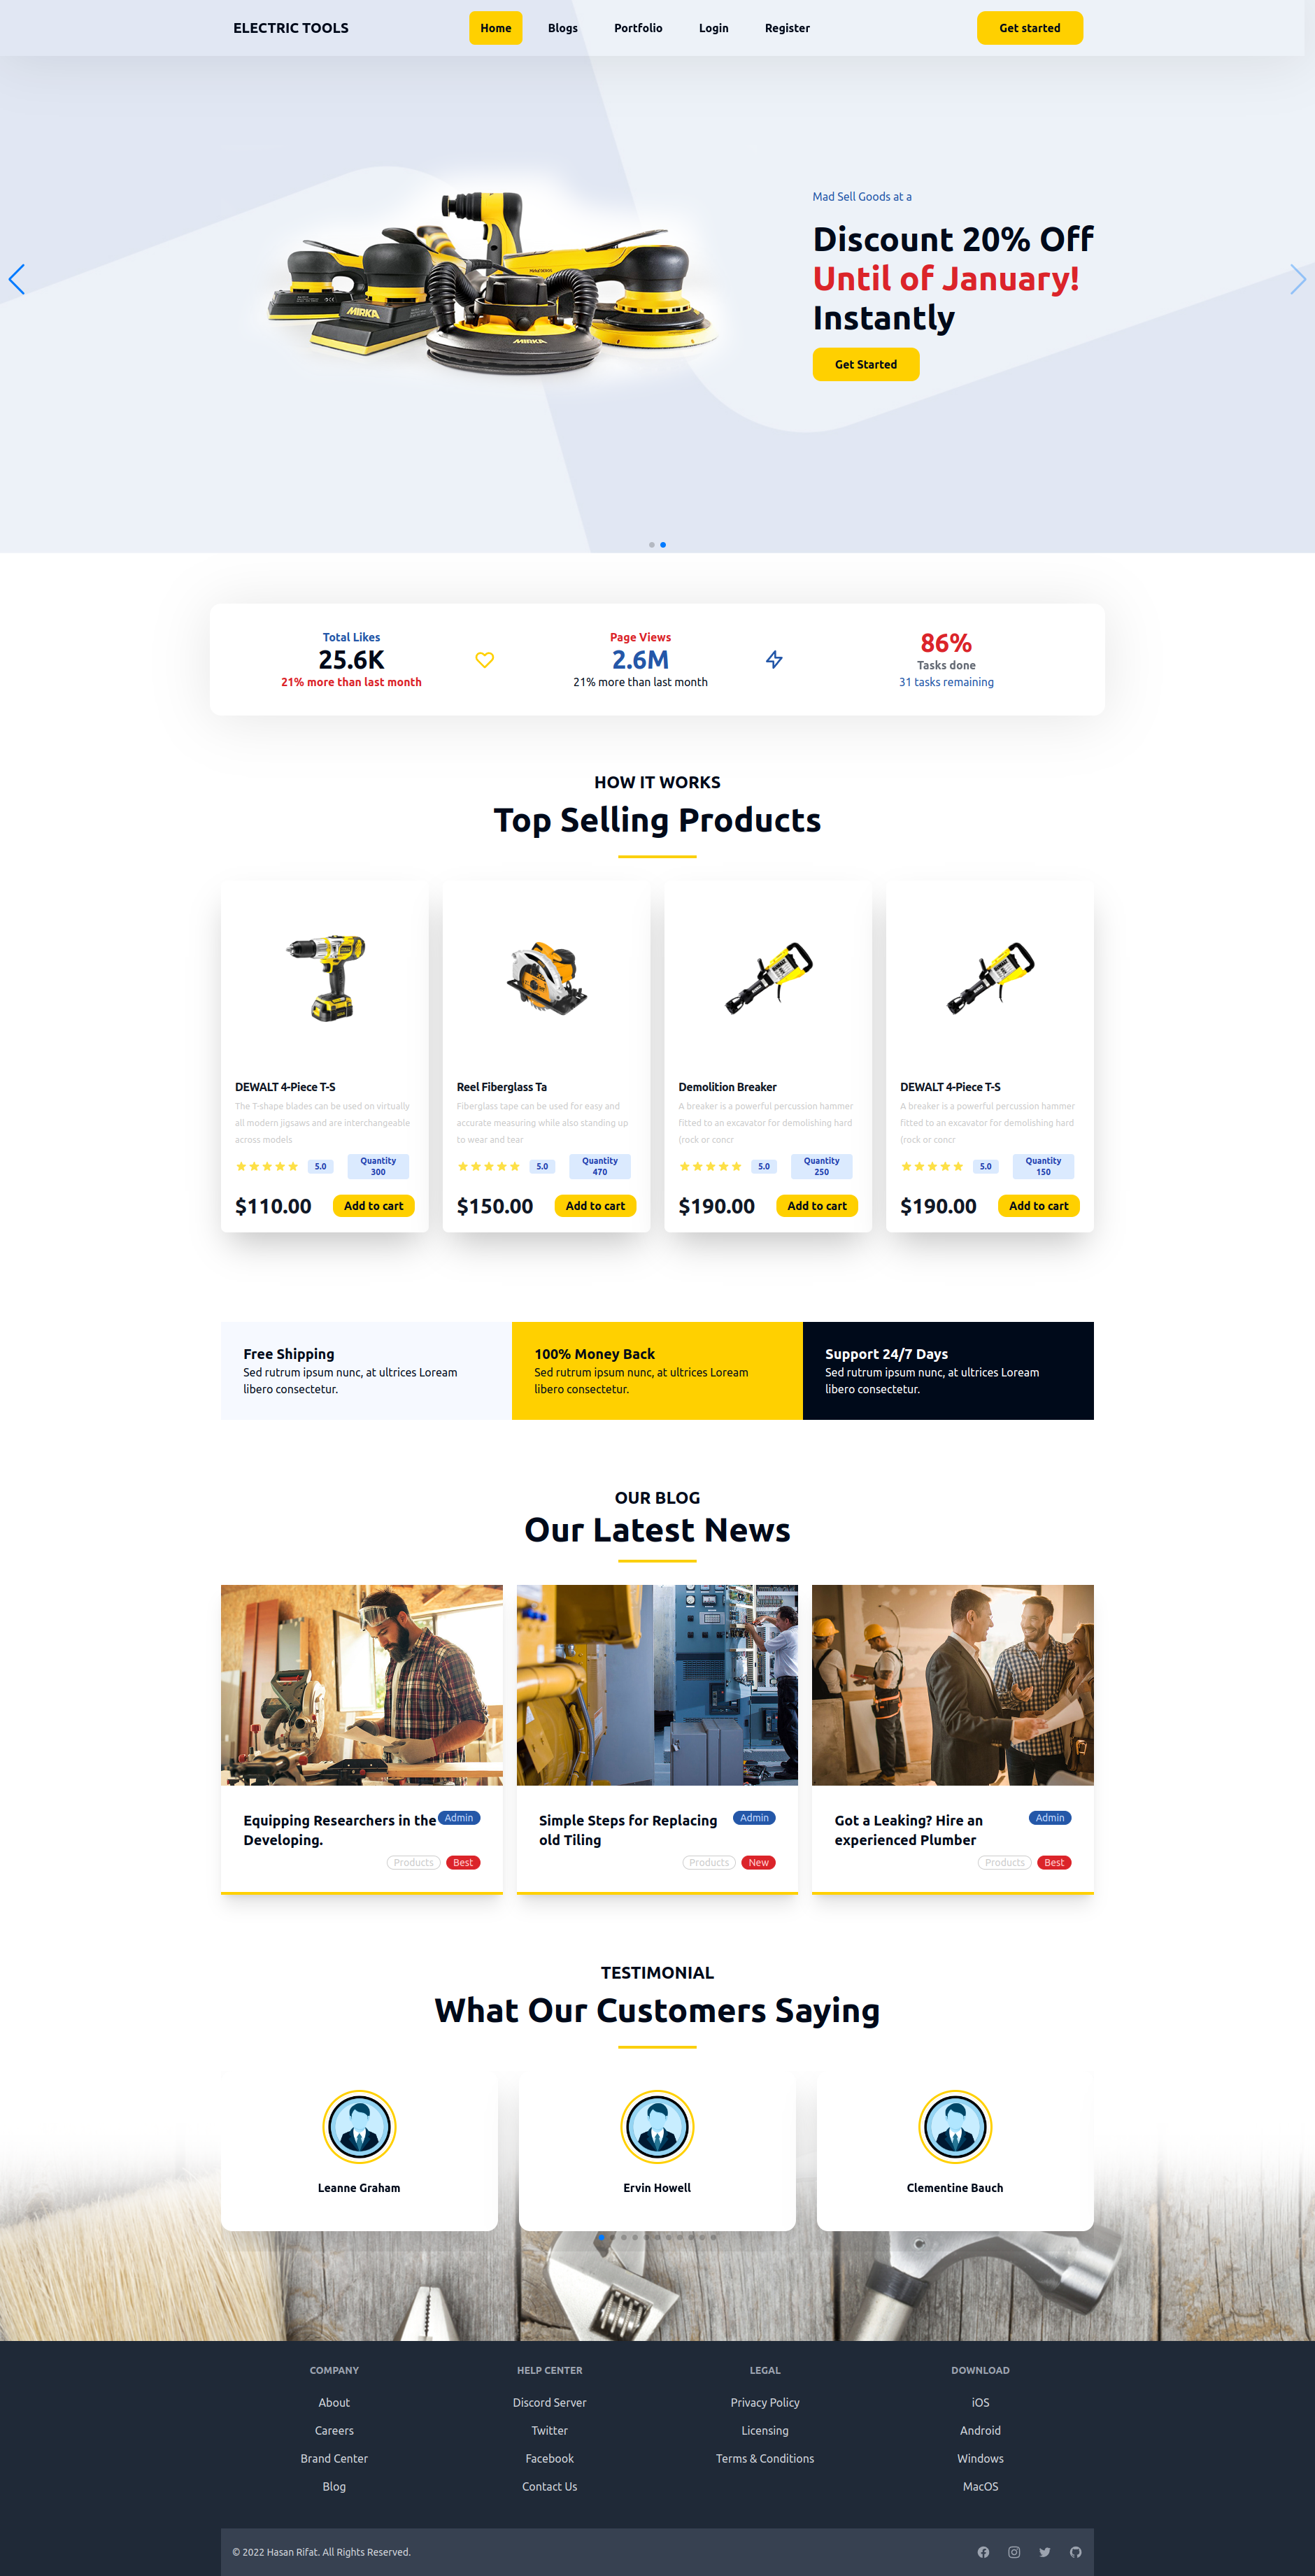 ELECTRIC TOOLS
Home
Blogs
Portfolio
Login
Register
Get started
Mad Sell Goods at a
Discount 20% Off
Until of January!
Instantly
Get Started
MIRKA
MIRKA
Total Likes
25.6K
21% more than last month
Page Views
2.6M
21% more than last month
86%
Tasks done
31 tasks remaining
HOW IT WORKS
Top Selling Products
DEWALT 4-Piece T-S
The T-shape blades can be used on virtually
all modern jigsaws and are interchangeable
across models
5.0
Quantity
300
$110.00
Add to cart
Reel Fiberglass Ta
Fiberglass tape can be used for easy and
accurate measuring while also standing up
to wear and tear
5.0
Quantity
470
$150.00
Add to cart
Demolition Breaker
A breaker is a powerful percussion hammer
fitted to an excavator for demolishing hard
(rock or concr
5.0
Quantity
250
$190.00
Add to cart
DEWALT 4-Piece T-S
A breaker is a powerful percussion hammer
fitted to an excavator for demolishing hard
(rock or concr
5.0
Quantity
150
$190.00
Add to cart
Free Shipping
Sed rutrum ipsum nunc, at ultrices Loream
libero consectetur.
100% Money Back
Sed rutrum ipsum nunc, at ultrices Loream
libero consectetur.
Support 24/7 Days
Sed rutrum ipsum nunc, at ultrices Loream
libero consectetur.
OUR BLOG
Our Latest News
Equipping Researchers in the
Developing.
Admin
Products
Best
Simple Steps for Replacing
old Tiling
Admin
Products
New
Got a Leaking? Hire an
experienced Plumber
Admin
Products
Best
TESTIMONIAL
What Our Customers Saying
Leanne Graham
Ervin Howell
Clementine Bauch
COMPANY
About
Careers
Brand Center
Blog
HELP CENTER
Discord Server
Twitter
Facebook
Contact Us
LEGAL
Privacy Policy
Licensing
Terms & Conditions
DOWNLOAD
iOS
Android
Windows
MacOS
© 2022 Hasan Rifat. All Rights Reserved.